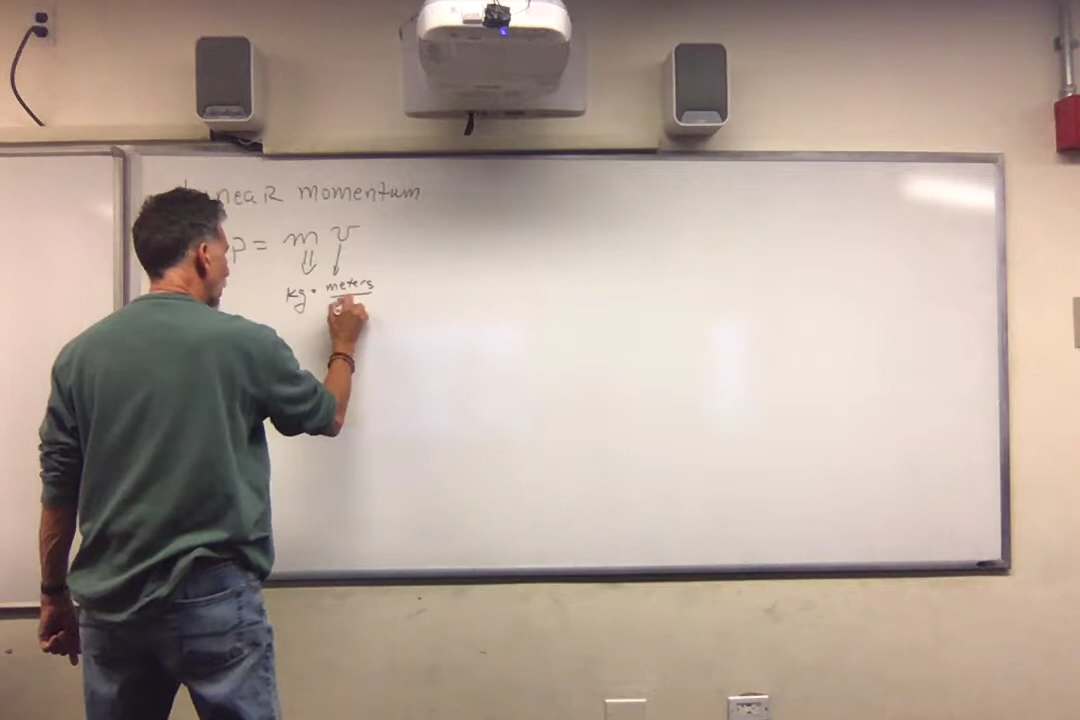 Linear momentum
p = m v
⇓ ↓
kg • meters